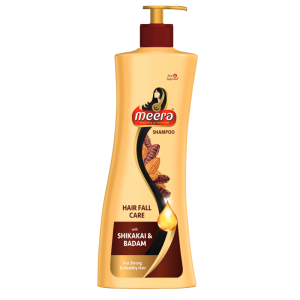 meera
SHAMPOO
HAIR FALL
CARE
with
SHIKAKAI &
BADAM
For Strong
& Healthy Hair